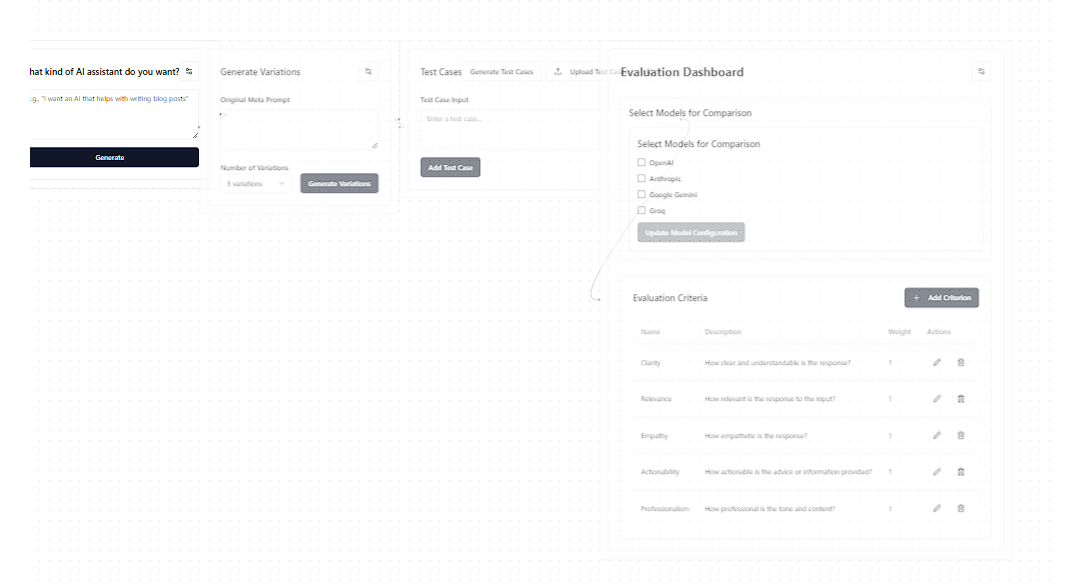 hat kind of AI assistant do you want?
.g., "I want an AI that helps with writing blog posts"
Generate
Generate Variations
Original Meta Prompt
Number of Variations
5 variations
Generate Variations
Test Cases
Generate Test Cases
Upload Test
Test Case Input
Enter a test case...
Add Test Case
Evaluation Dashboard
Select Models for Comparison
Select Models for Comparison
OpenAI
Anthropic
Google Gemini
Groq
Update Model Configuration
Evaluation Criteria
+ Add Criterion
Name Description Weight Actions
Clarity How clear and understandable is the response? 1
Relevance How relevant is the response to the input? 1
Empathy How empathetic is the response? 1
Actionability How actionable is the advice or information provided? 1
Professionalism How professional is the tone and content? 1